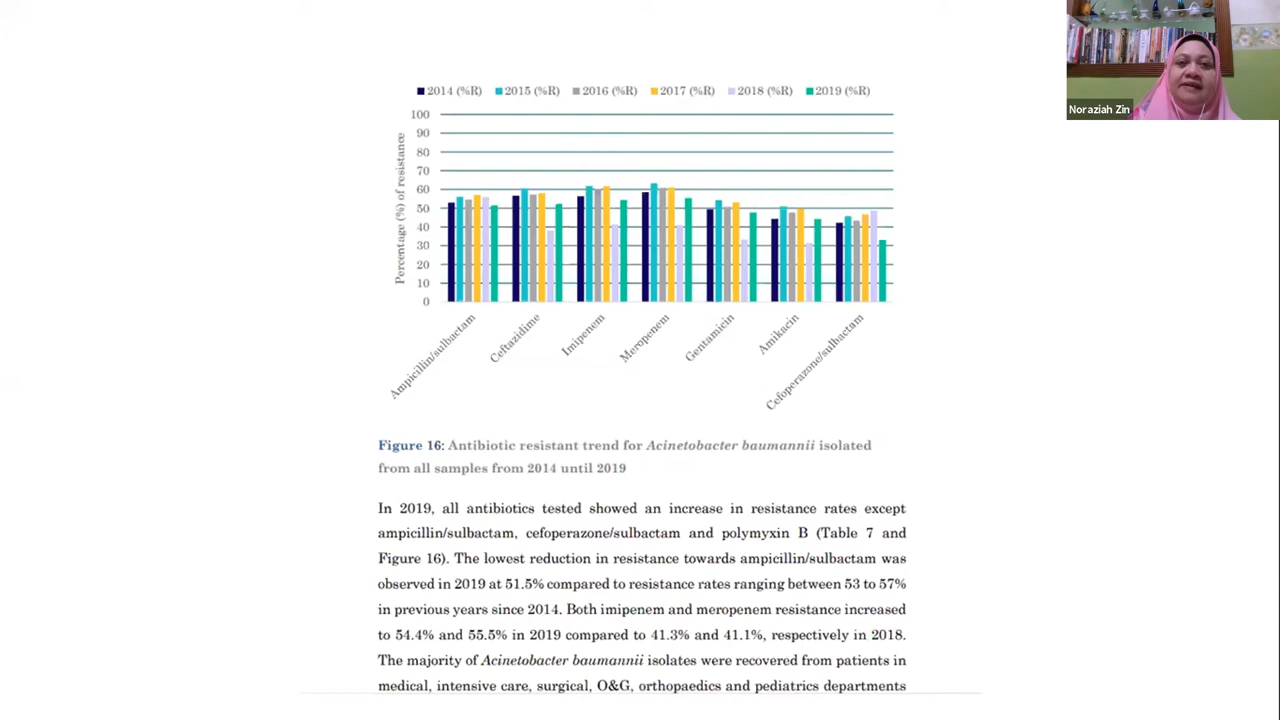 2014 (%R) 2015 (%R) 2016 (%R) 2017 (%R) 2018 (%R) 2019 (%R)
Noraziah Zin
Percentage (%) of resistance
100
90
80
70
60
50
40
30
20
10
0
Ampicillin/sulbactam
Ceftazidime
Imipenem
Meropenem
Gentamicin
Amikacin
Cefoperazone/sulbactam
Figure 16: Antibiotic resistant trend for Acinetobacter baumannii isolated
from all samples from 2014 until 2019
In 2019, all antibiotics tested showed an increase in resistance rates except
ampicillin/sulbactam, cefoperazone/sulbactam and polymyxin B (Table 7 and
Figure 16). The lowest reduction in resistance towards ampicillin/sulbactam was
observed in 2019 at 51.5% compared to resistance rates ranging between 53 to 57%
in previous years since 2014. Both imipenem and meropenem resistance increased
to 54.4% and 55.5% in 2019 compared to 41.3% and 41.1%, respectively in 2018.
The majority of Acinetobacter baumannii isolates were recovered from patients in
medical, intensive care, surgical, O&G, orthopaedics and pediatrics departments